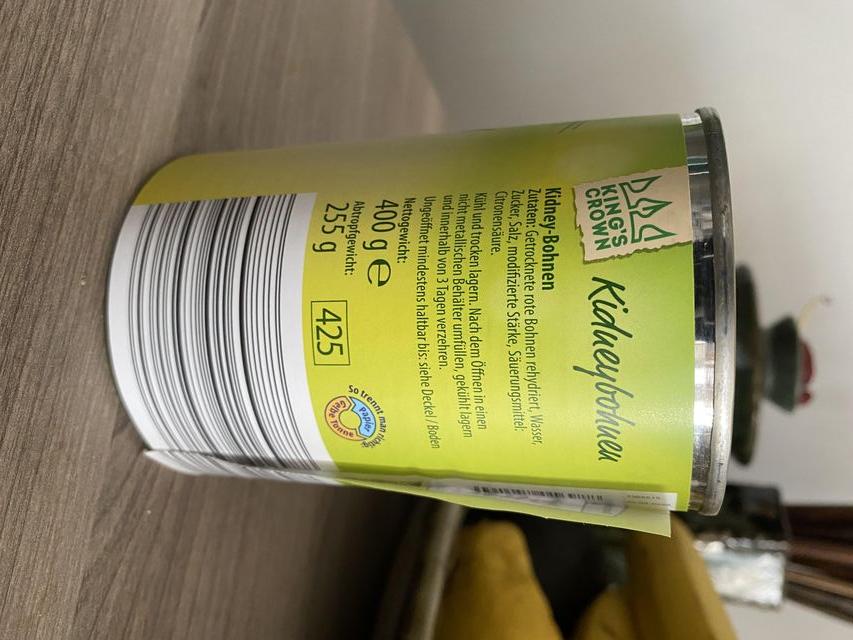 KING'S
CROWN
Kidneybohnen
Kidney-Bohnen
Zutaten: Getrocknete rote Bohnen rehydriert, Wasser,
Zucker, Salz, modifizierte Stärke, Säuerungsmittel:
Citronensäure.
Kühl und trocken lagern. Nach dem Öffnen in einen
nicht metallischen Behälter umfüllen, gekühlt lagern
und innerhalb von 3 Tagen verzehren.
Ungeöffnet mindestens haltbar bis: siehe Deckel / Boden
Nettogewicht:
400 g e
Abtropfgewicht:
255 g
425
So trennt man richtig:
Papier
Gelbe Tonne